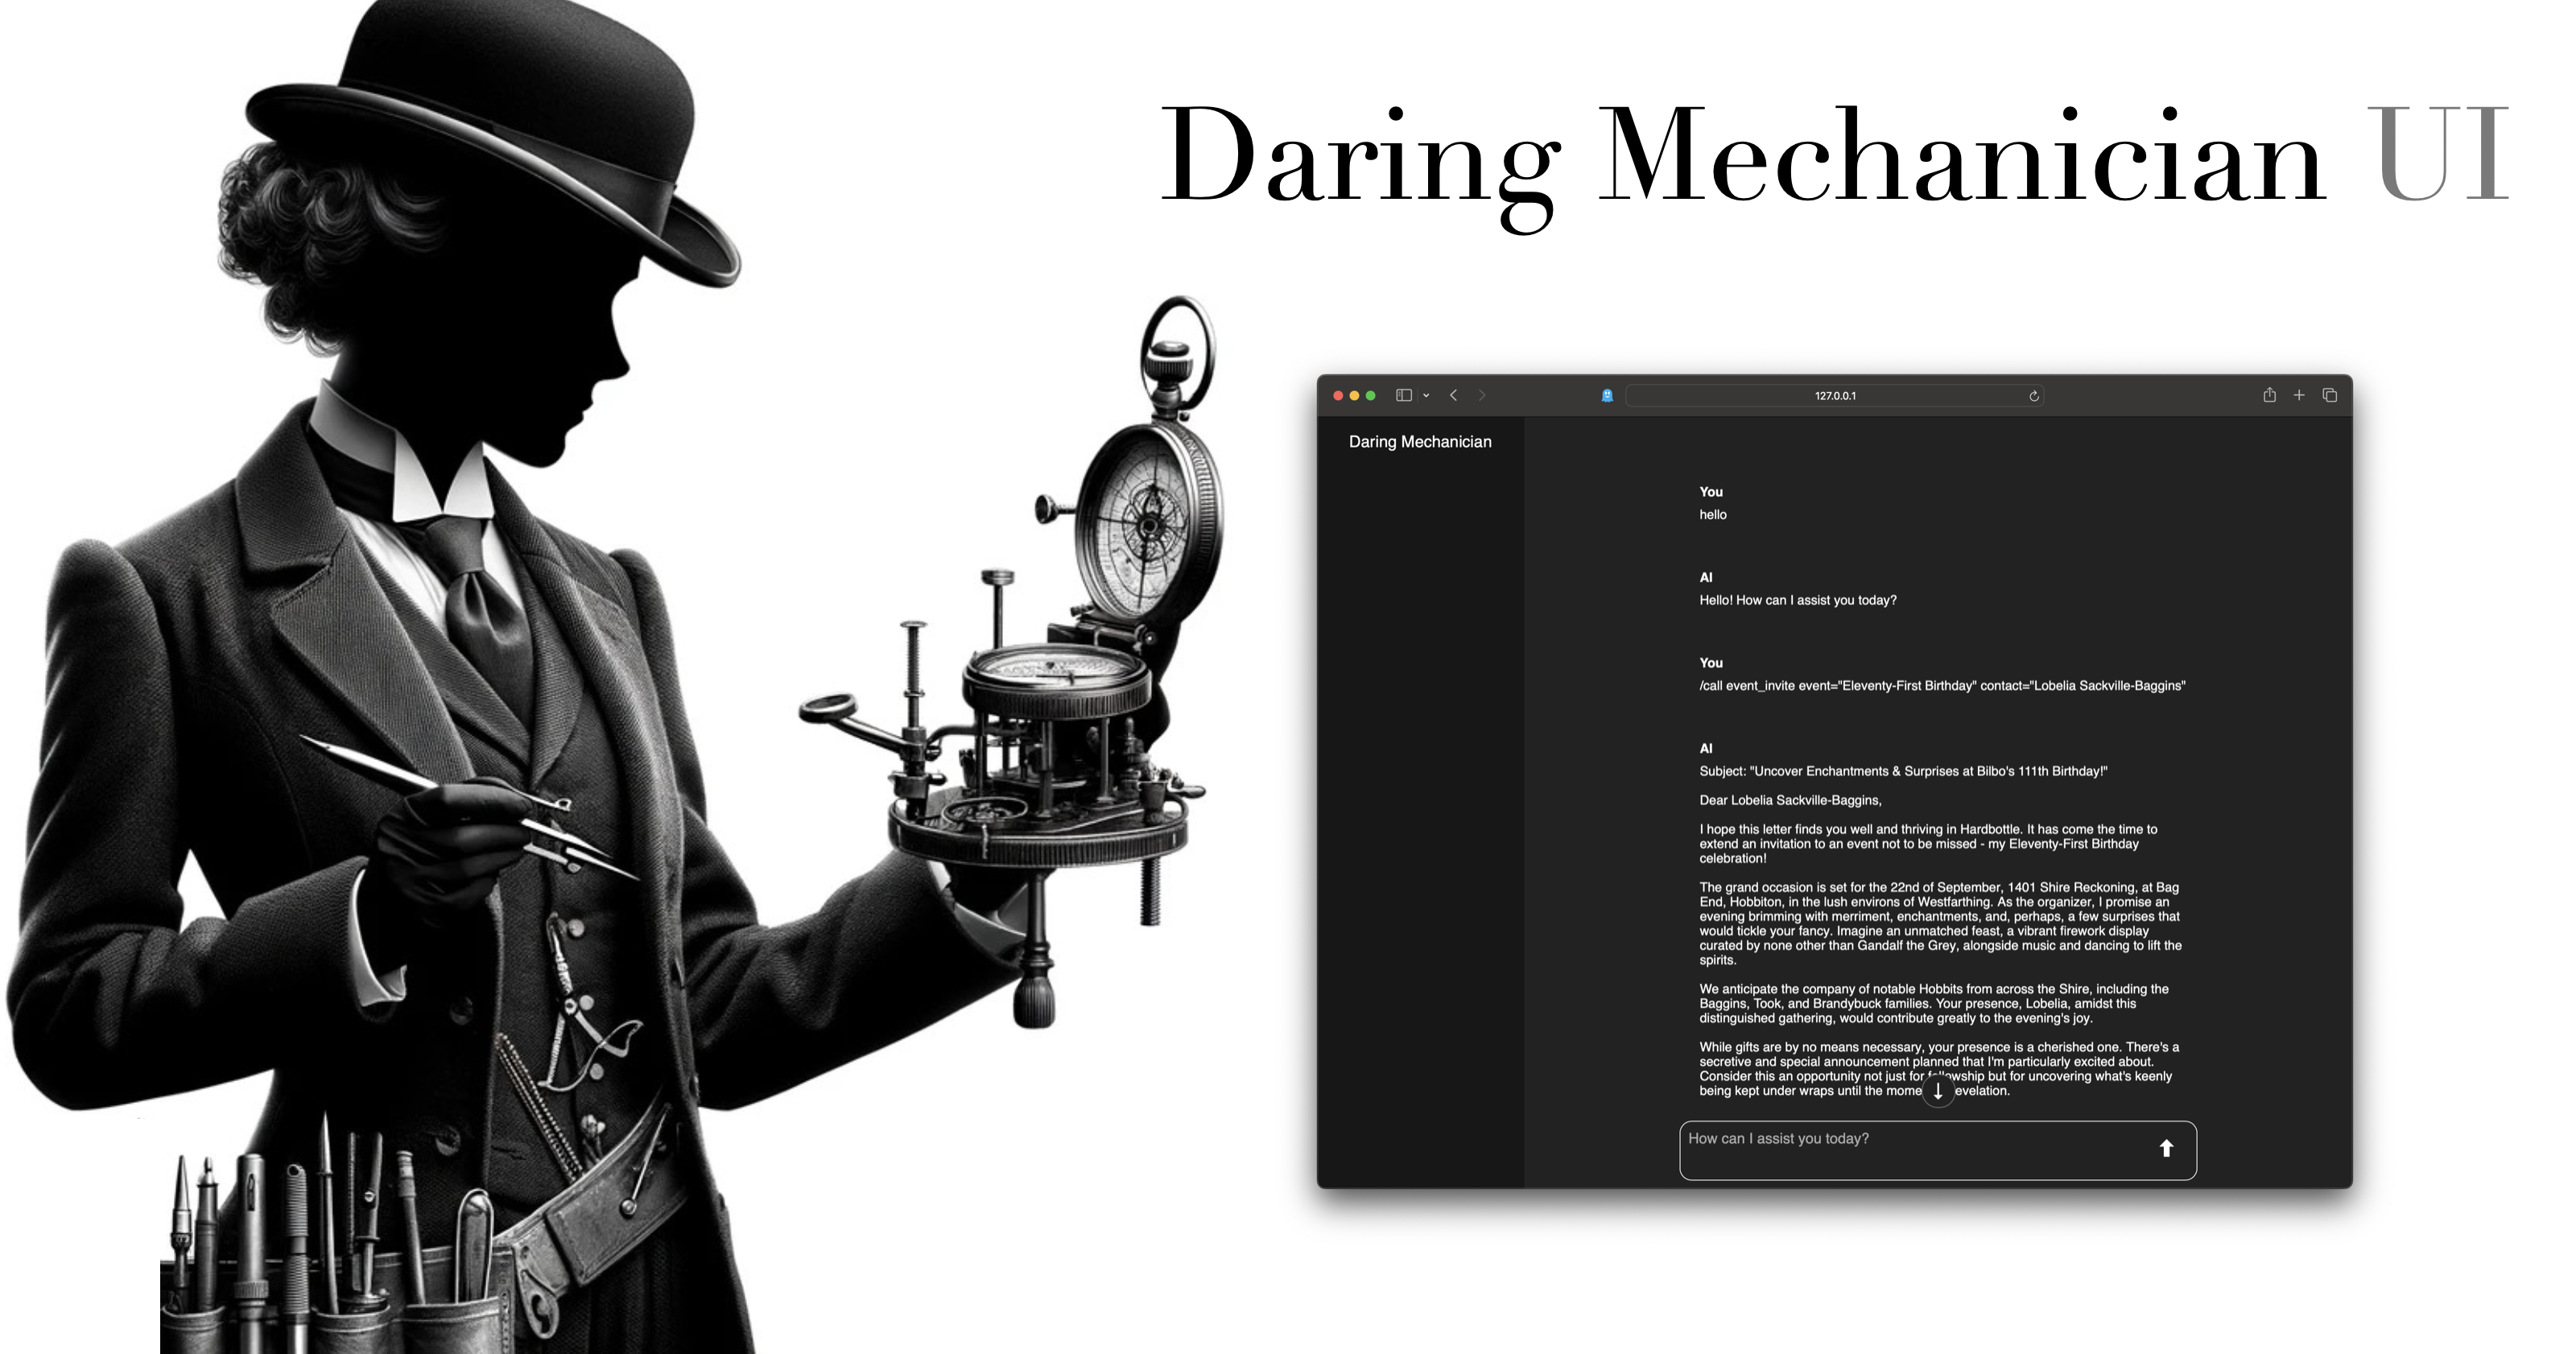 Daring Mechanician UI
127.0.0.1
Daring Mechanician
You
hello
AI
Hello! How can I assist you today?
You
/call event_invite event="Eleventy-First Birthday" contact="Lobelia Sackville-Baggins"
AI
Subject: "Uncover Enchantments & Surprises at Bilbo's 111th Birthday!"
Dear Lobelia Sackville-Baggins,
I hope this letter finds you well and thriving in Hardbottle. It has come the time to
extend an invitation to an event not to be missed - my Eleventy-First Birthday
celebration!
The grand occasion is set for the 22nd of September, 1401 Shire Reckoning, at Bag
End, Hobbiton, in the lush environs of Westfarthing. As the organizer, I promise an
evening brimming with merriment, enchantments, and, perhaps, a few surprises that
would tickle your fancy. Imagine an unmatched feast, a vibrant firework display
curated by none other than Gandalf the Grey, alongside music and dancing to lift the
spirits.
We anticipate the company of notable Hobbits from across the Shire, including the
Baggins, Took, and Brandybuck families. Your presence, Lobelia, amidst this
distinguished gathering, would contribute greatly to the evening's joy.
While gifts are by no means necessary, your presence is a cherished one. There's a
secretive and special announcement planned that I'm particularly excited about.
Consider this an opportunity not just for fellowship but for uncovering what's keenly
being kept under wraps until the mome evelation.
How can I assist you today?